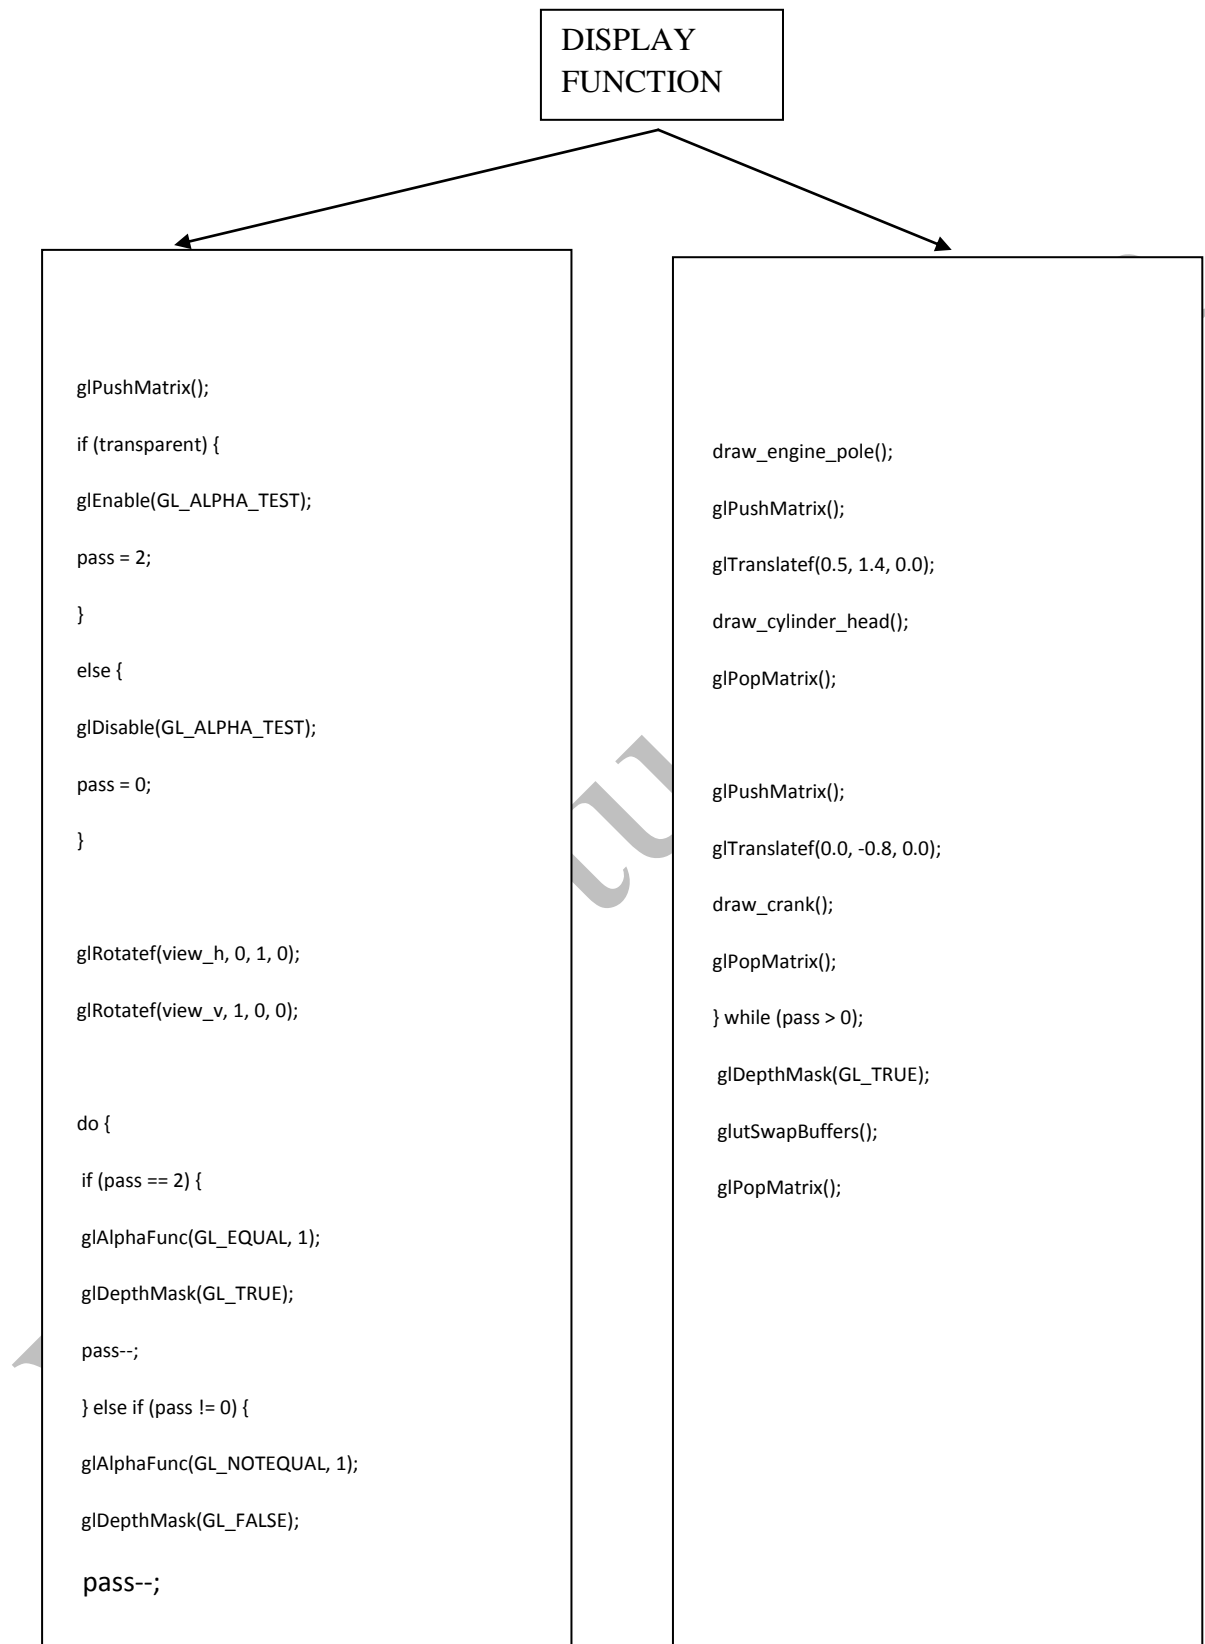 DISPLAY
FUNCTION
glPushMatrix();
if (transparent) {
glEnable(GL_ALPHA_TEST);
pass = 2;
}
else {
glDisable(GL_ALPHA_TEST);
pass = 0;
}
glRotatef(view_h, 0, 1, 0);
glRotatef(view_v, 1, 0, 0);
do {
if (pass == 2) {
glAlphaFunc(GL_EQUAL, 1);
glDepthMask(GL_TRUE);
pass--;
} else if (pass != 0) {
glAlphaFunc(GL_NOTEQUAL, 1);
glDepthMask(GL_FALSE);
pass--;
draw_engine_pole();
glPushMatrix();
glTranslatef(0.5, 1.4, 0.0);
draw_cylinder_head();
glPopMatrix();
glPushMatrix();
glTranslatef(0.0, -0.8, 0.0);
draw_crank();
glPopMatrix();
} while (pass > 0);
glDepthMask(GL_TRUE);
glutSwapBuffers();
glPopMatrix();